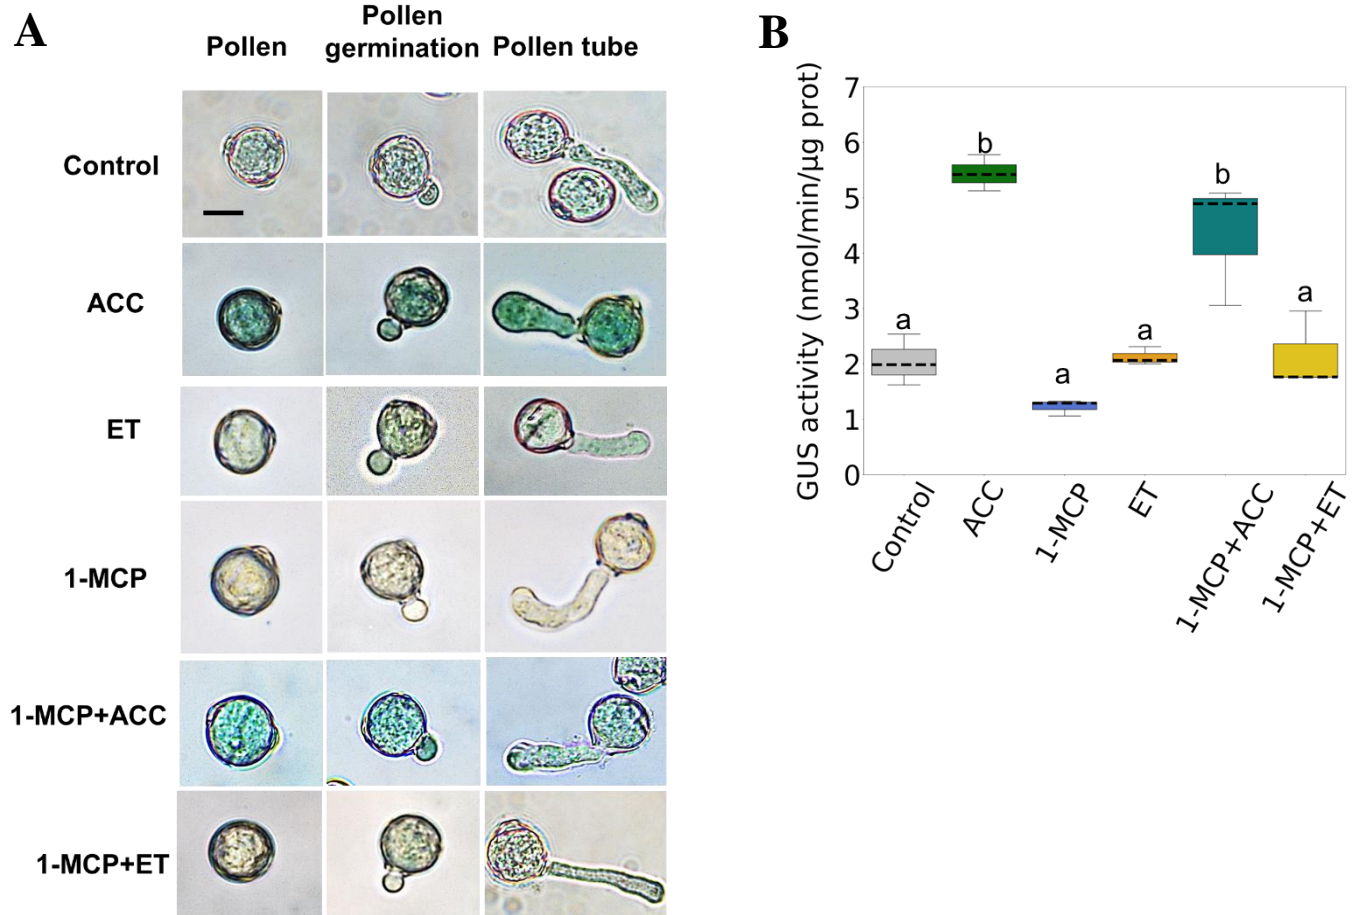 A
Pollen
Pollen
germination
Pollen tube
Control
ACC
ET
1-MCP
1-MCP+ACC
1-MCP+ET
B
GUS activity (nmol/min/µg prot)
7
6
5
4
3
2
1
0
a
b
a
a
b
a
Control
ACC
1-MCP
ET
1-MCP+ACC
1-MCP+ET